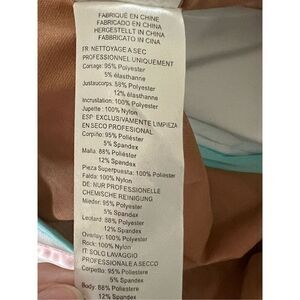 FABRIQUÉ EN CHINE
FABRICADO EN CHINA
HERGESTELLT IN CHINA
FABBRICATO IN CINA
FR: NETTOYAGE A SEC
PROFESSIONNEL UNIQUEMENT
Corsage: 95% Polyester
5% élasthanne
Justaucorps: 88% Polyester
12% élasthanne
Incrustation: 100% Polyester
Jupette: 100% Nylon
ESP: EXCLUSIVAMENTE LIMPIEZA
EN SECO PROFESIONAL
Corpiño: 95% Poliéster
5% Spandex
Malla: 88% Poliéster
12% Spandex
Pieza Superpuesta: 100% Poliéster
Falda: 100% Nylon
DE: NUR PROFESSIONELLE
CHEMISCHE REINIGUNG
Mieder: 95% Polyester
5% Spandex
Leotard: 88% Polyester
12% Spandex
Overlay: 100% Polyester
Rock: 100% Nylon
IT: SOLO LAVAGGIO
PROFESSIONALE A SECCO
Corpetto: 95% Poliestere
5% Spandex
Body: 88% Poliestere
12% Spandex